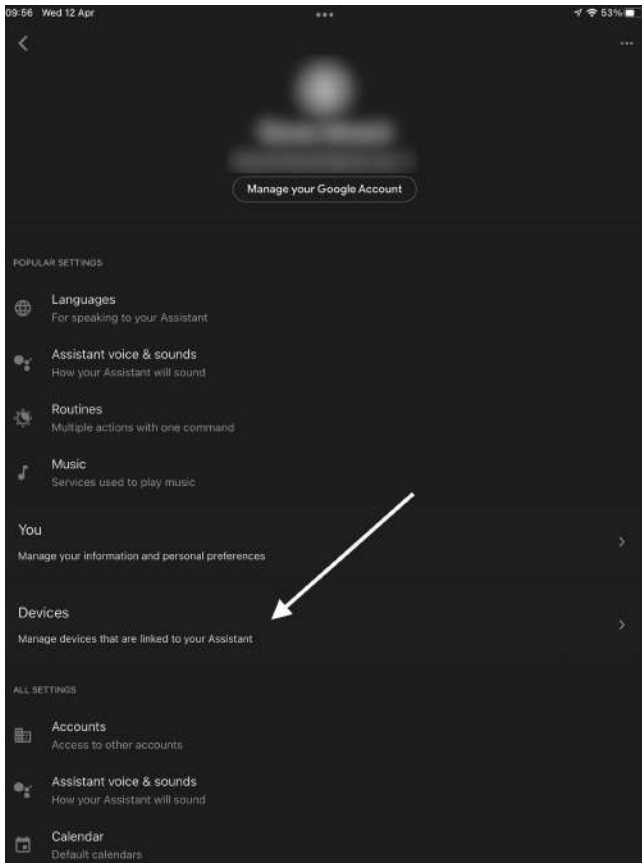 09:56 Wed 12 Apr
53%
Manage your Google Account
POPULAR SETTINGS
Languages
For speaking to your Assistant
Assistant voice & sounds
How your Assistant will sound
Routines
Multiple actions with one command
Music
Services used to play music
You
Manage your information and personal preferences
Devices
Manage devices that are linked to your Assistant
ALL SETTINGS
Accounts
Access to other accounts
Assistant voice & sounds
How your Assistant will sound
Calendar
Default calendars